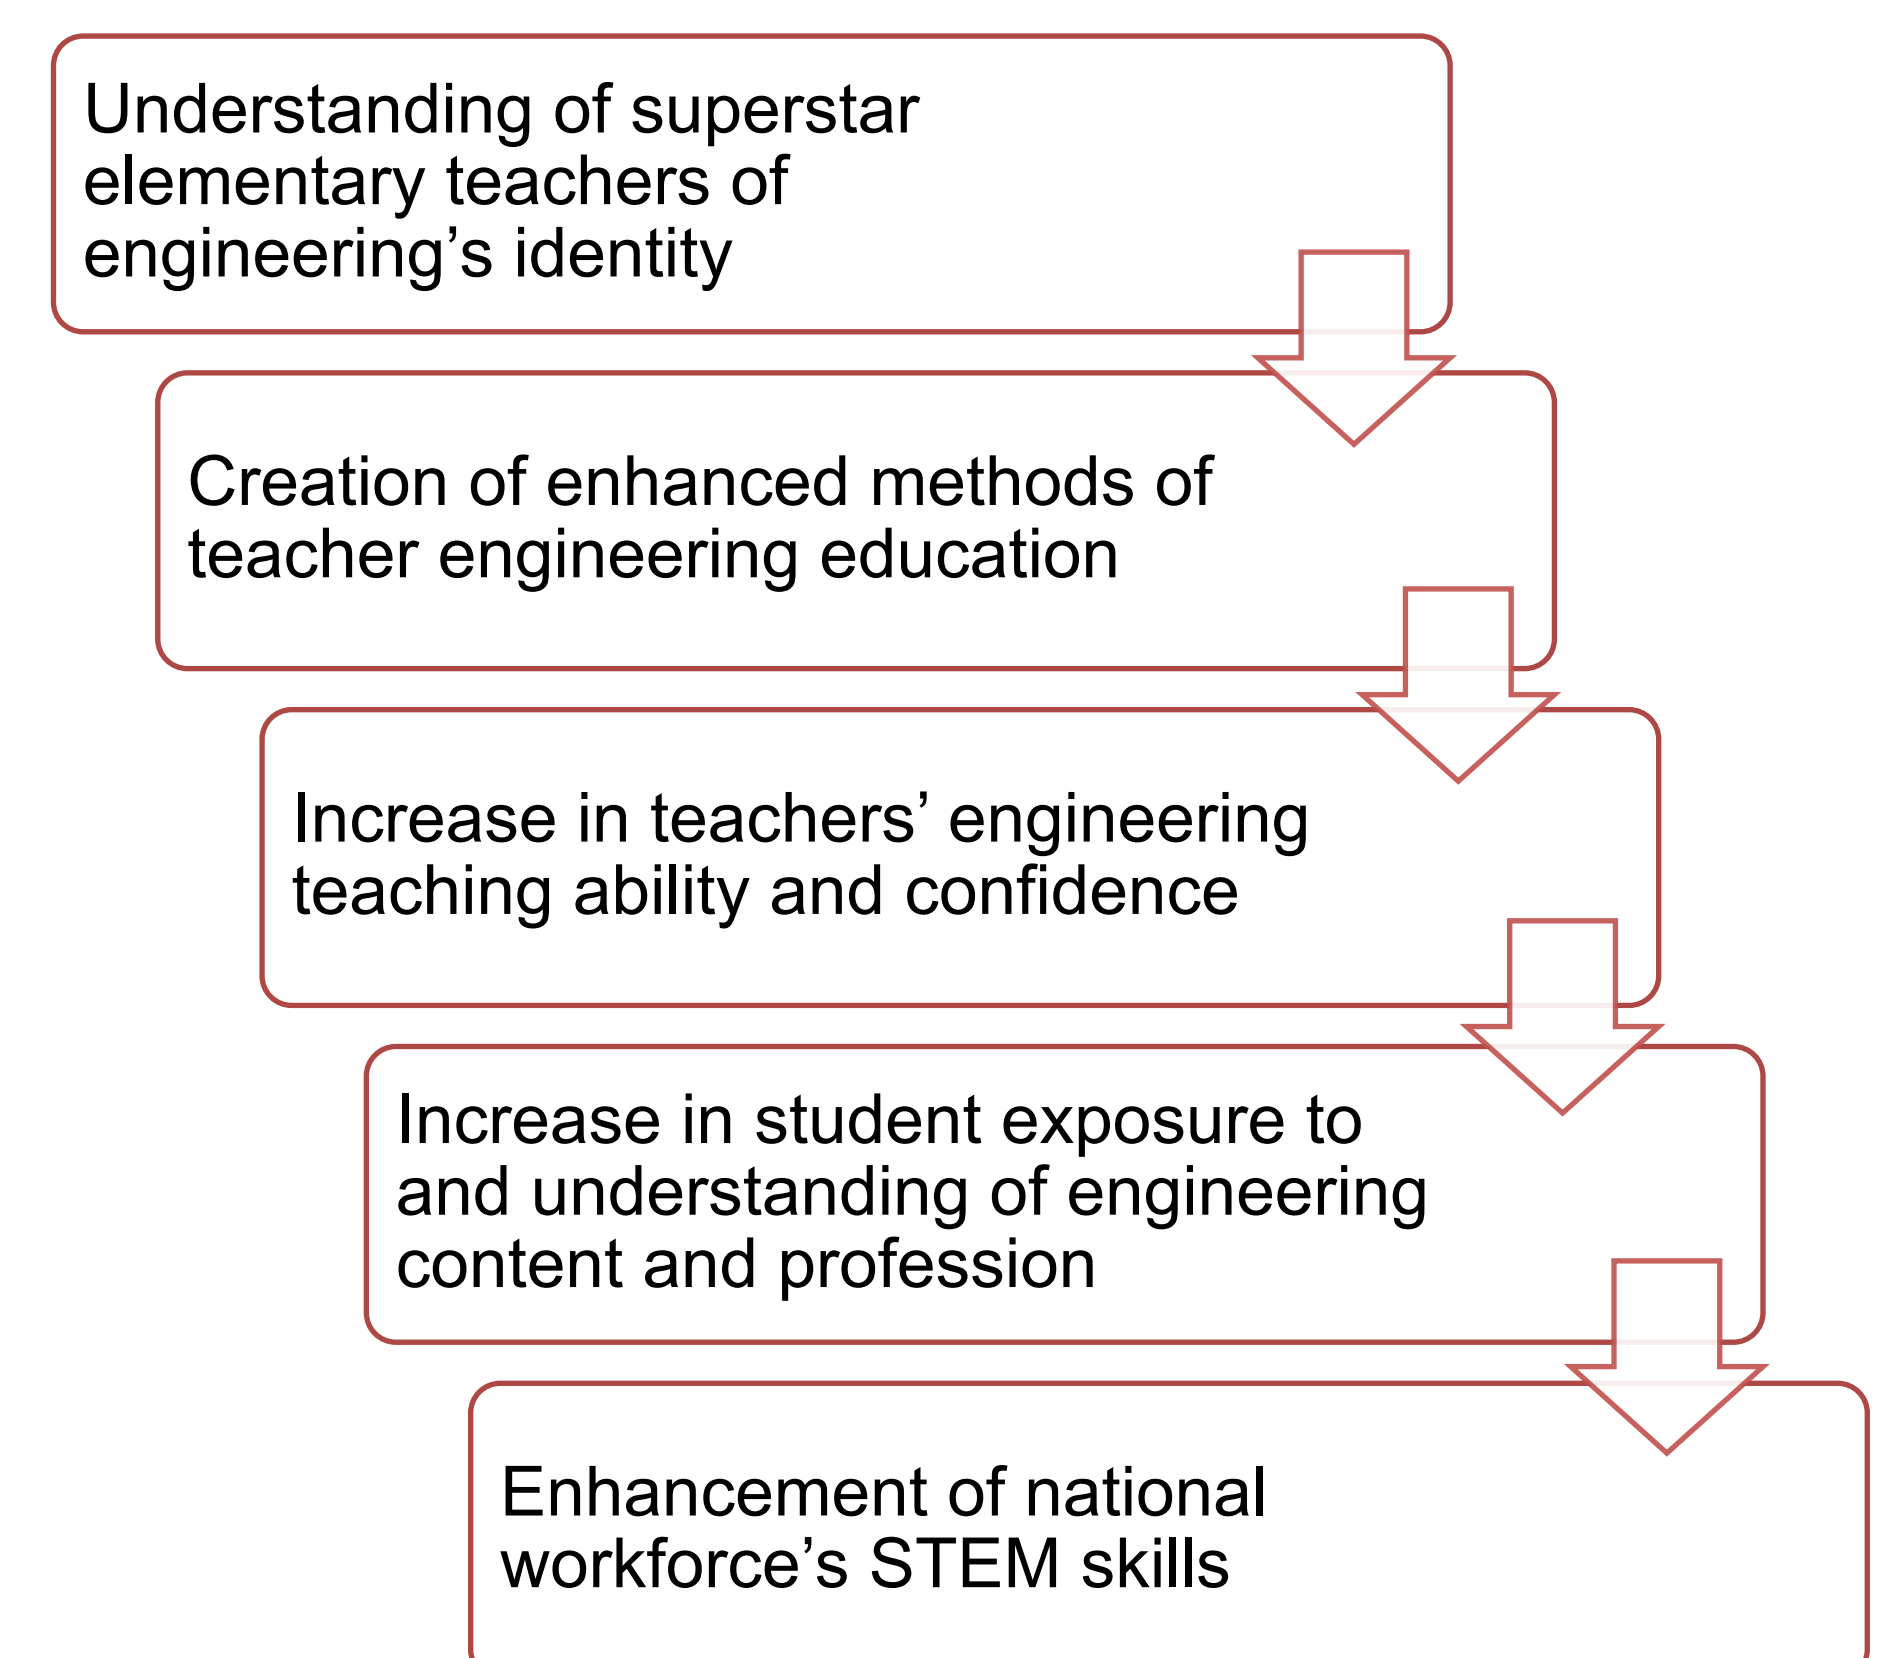 Understanding of superstar
elementary teachers of
engineering’s identity
Creation of enhanced methods of
teacher engineering education
Increase in teachers’ engineering
teaching ability and confidence
Increase in student exposure to
and understanding of engineering
content and profession
Enhancement of national
workforce’s STEM skills